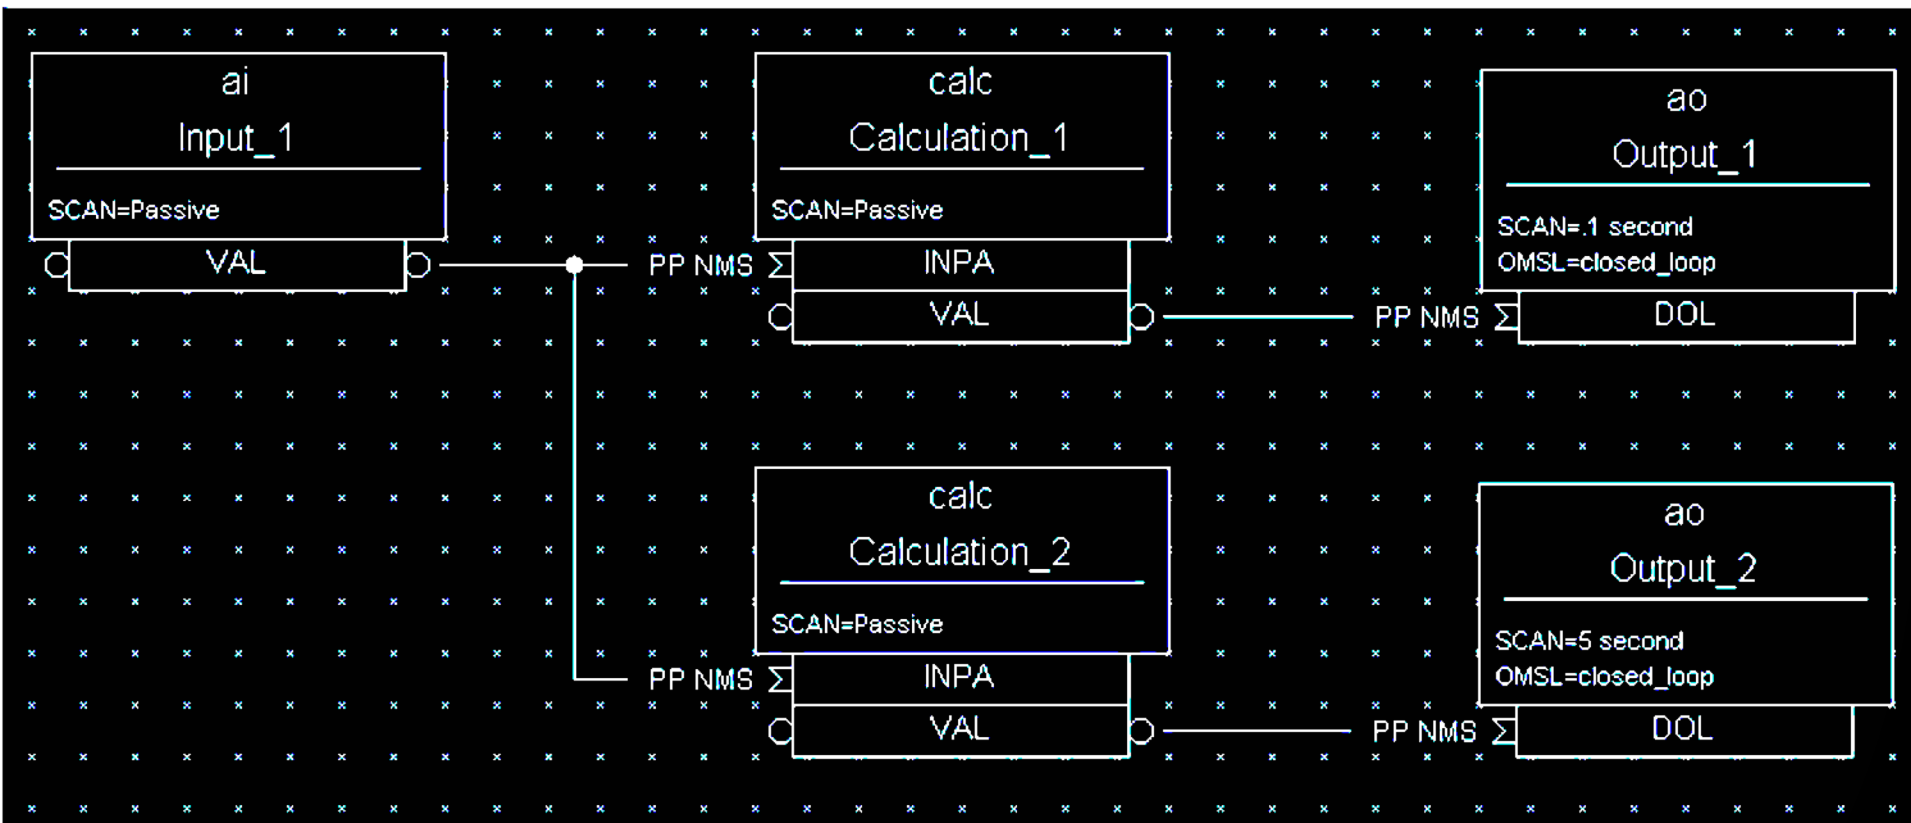 ai
Input_1
SCAN=Passive
VAL
calc
Calculation_1
SCAN=Passive
PP NMS
INPA
VAL
ao
Output_1
SCAN=.1 second
OMSL=closed_loop
PP NMS
DOL
calc
Calculation_2
SCAN=Passive
PP NMS
INPA
VAL
ao
Output_2
SCAN=5 second
OMSL=closed_loop
PP NMS
DOL